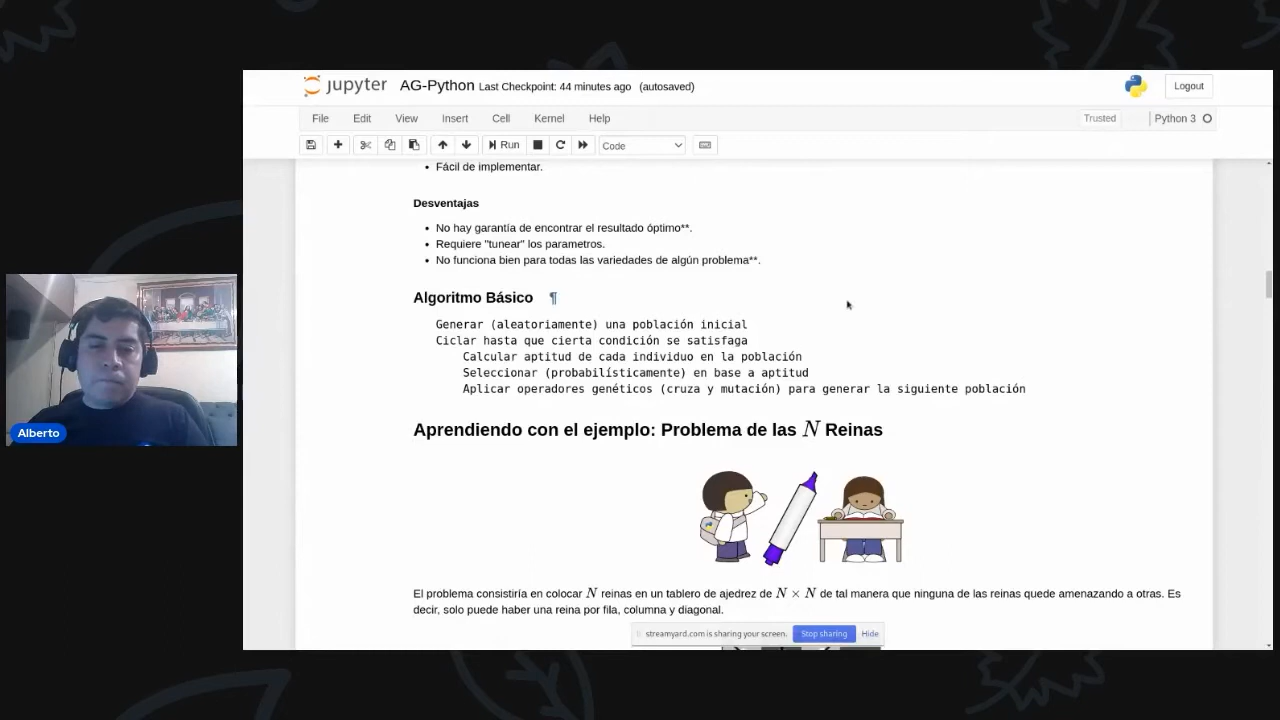 jupyter AG-Python Last Checkpoint: 44 minutes ago (autosaved)
Logout
File Edit View Insert Cell Kernel Help
Trusted Python 3
Run Code
• Fácil de implementar.
Desventajas
• No hay garantía de encontrar el resultado óptimo**.
• Requiere "tunear" los parametros.
• No funciona bien para todas las variedades de algún problema**.
Algoritmo Básico ¶
Generar (aleatoriamente) una población inicial
Ciclar hasta que cierta condición se satisfaga
Calcular aptitud de cada individuo en la población
Seleccionar (probabilísticamente) en base a aptitud
Aplicar operadores genéticos (cruza y mutación) para generar la siguiente población
Aprendiendo con el ejemplo: Problema de las N Reinas
El problema consistiría en colocar N reinas en un tablero de ajedrez de N × N de tal manera que ninguna de las reinas quede amenazando a otras. Es
decir, solo puede haber una reina por fila, columna y diagonal.
streamyard.com is sharing your screen. Stop sharing Hide
Alberto